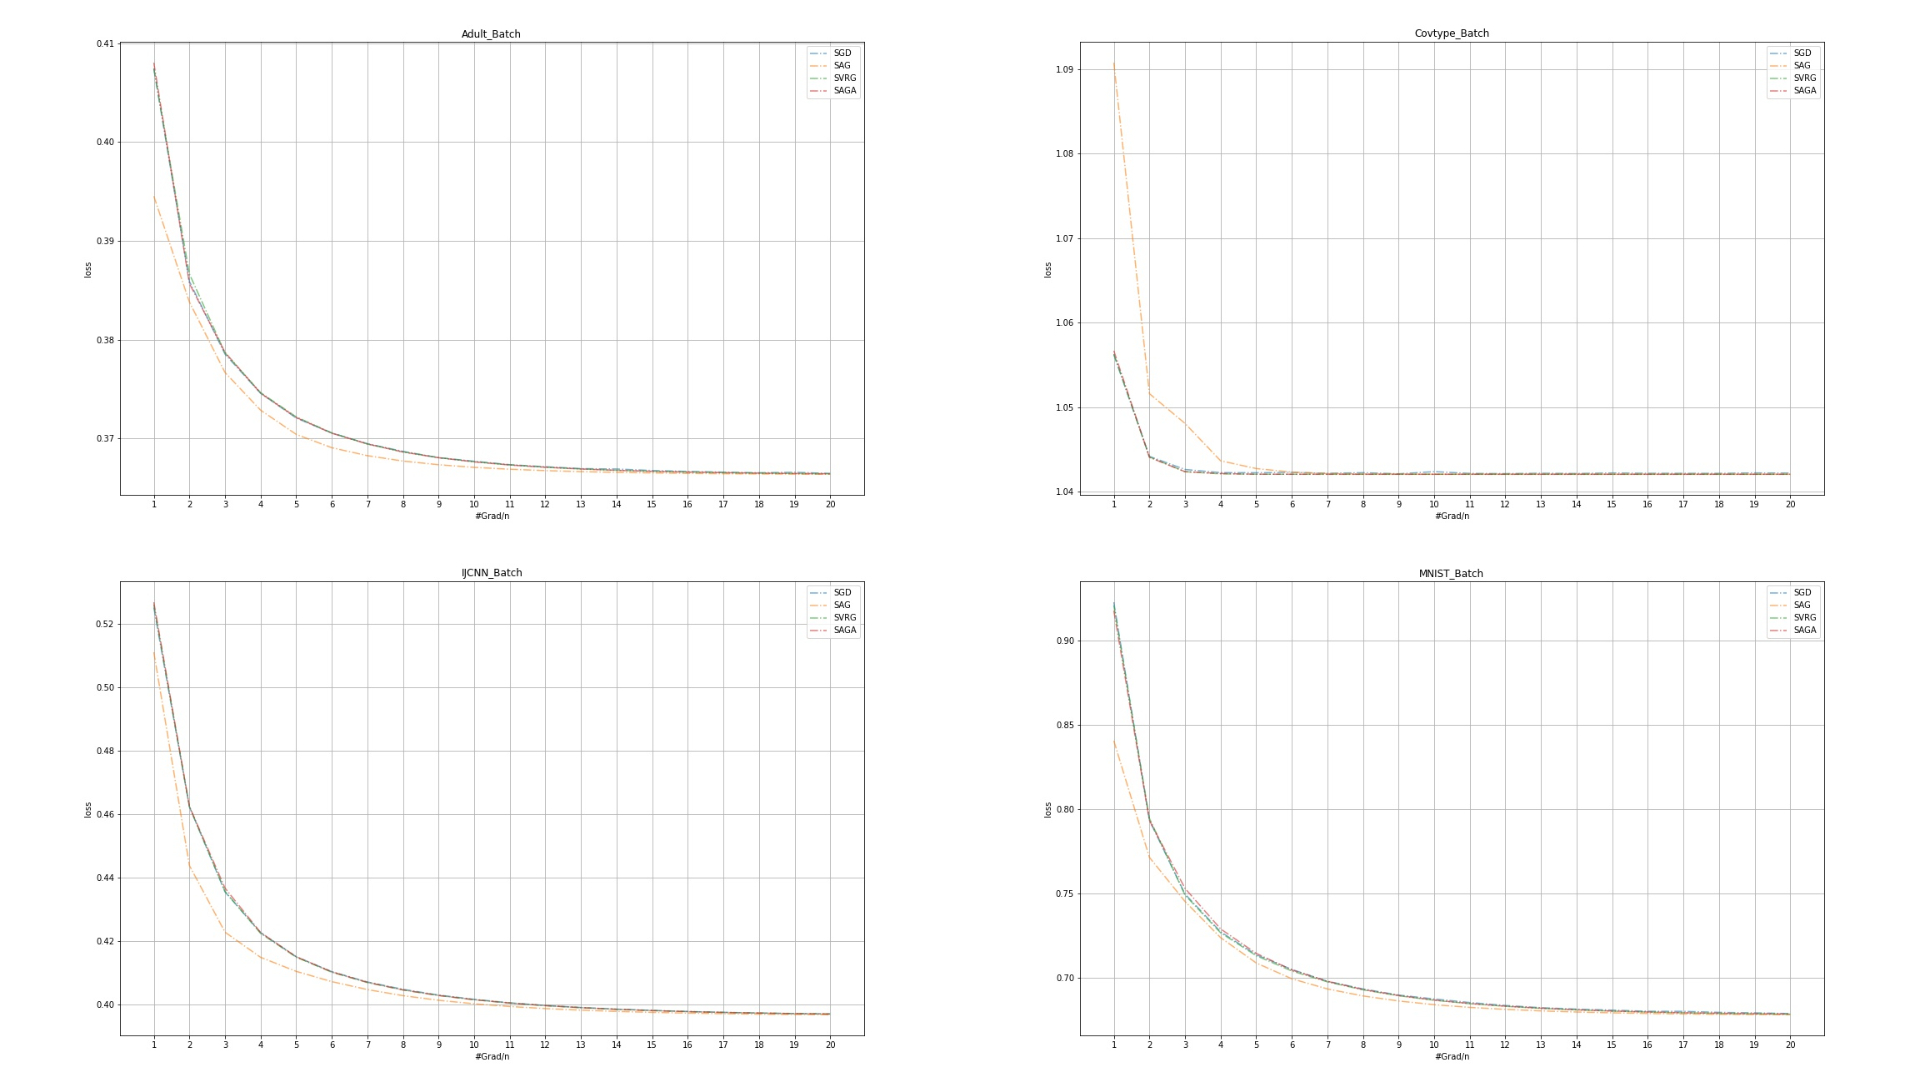 Adult_Batch
0.41
0.40
0.39
0.38
0.37
loss
SGD
SAG
SVRG
SAGA
1 2 3 4 5 6 7 8 9 10 11 12 13 14 15 16 17 18 19 20
#Grad/n
Covtype_Batch
1.09
1.08
1.07
1.06
1.05
1.04
loss
SGD
SAG
SVRG
SAGA
1 2 3 4 5 6 7 8 9 10 11 12 13 14 15 16 17 18 19 20
#Grad/n
IJCNN_Batch
0.52
0.50
0.48
0.46
0.44
0.42
0.40
loss
SGD
SAG
SVRG
SAGA
1 2 3 4 5 6 7 8 9 10 11 12 13 14 15 16 17 18 19 20
#Grad/n
MNIST_Batch
0.90
0.85
0.80
0.75
0.70
loss
SGD
SAG
SVRG
SAGA
1 2 3 4 5 6 7 8 9 10 11 12 13 14 15 16 17 18 19 20
#Grad/n